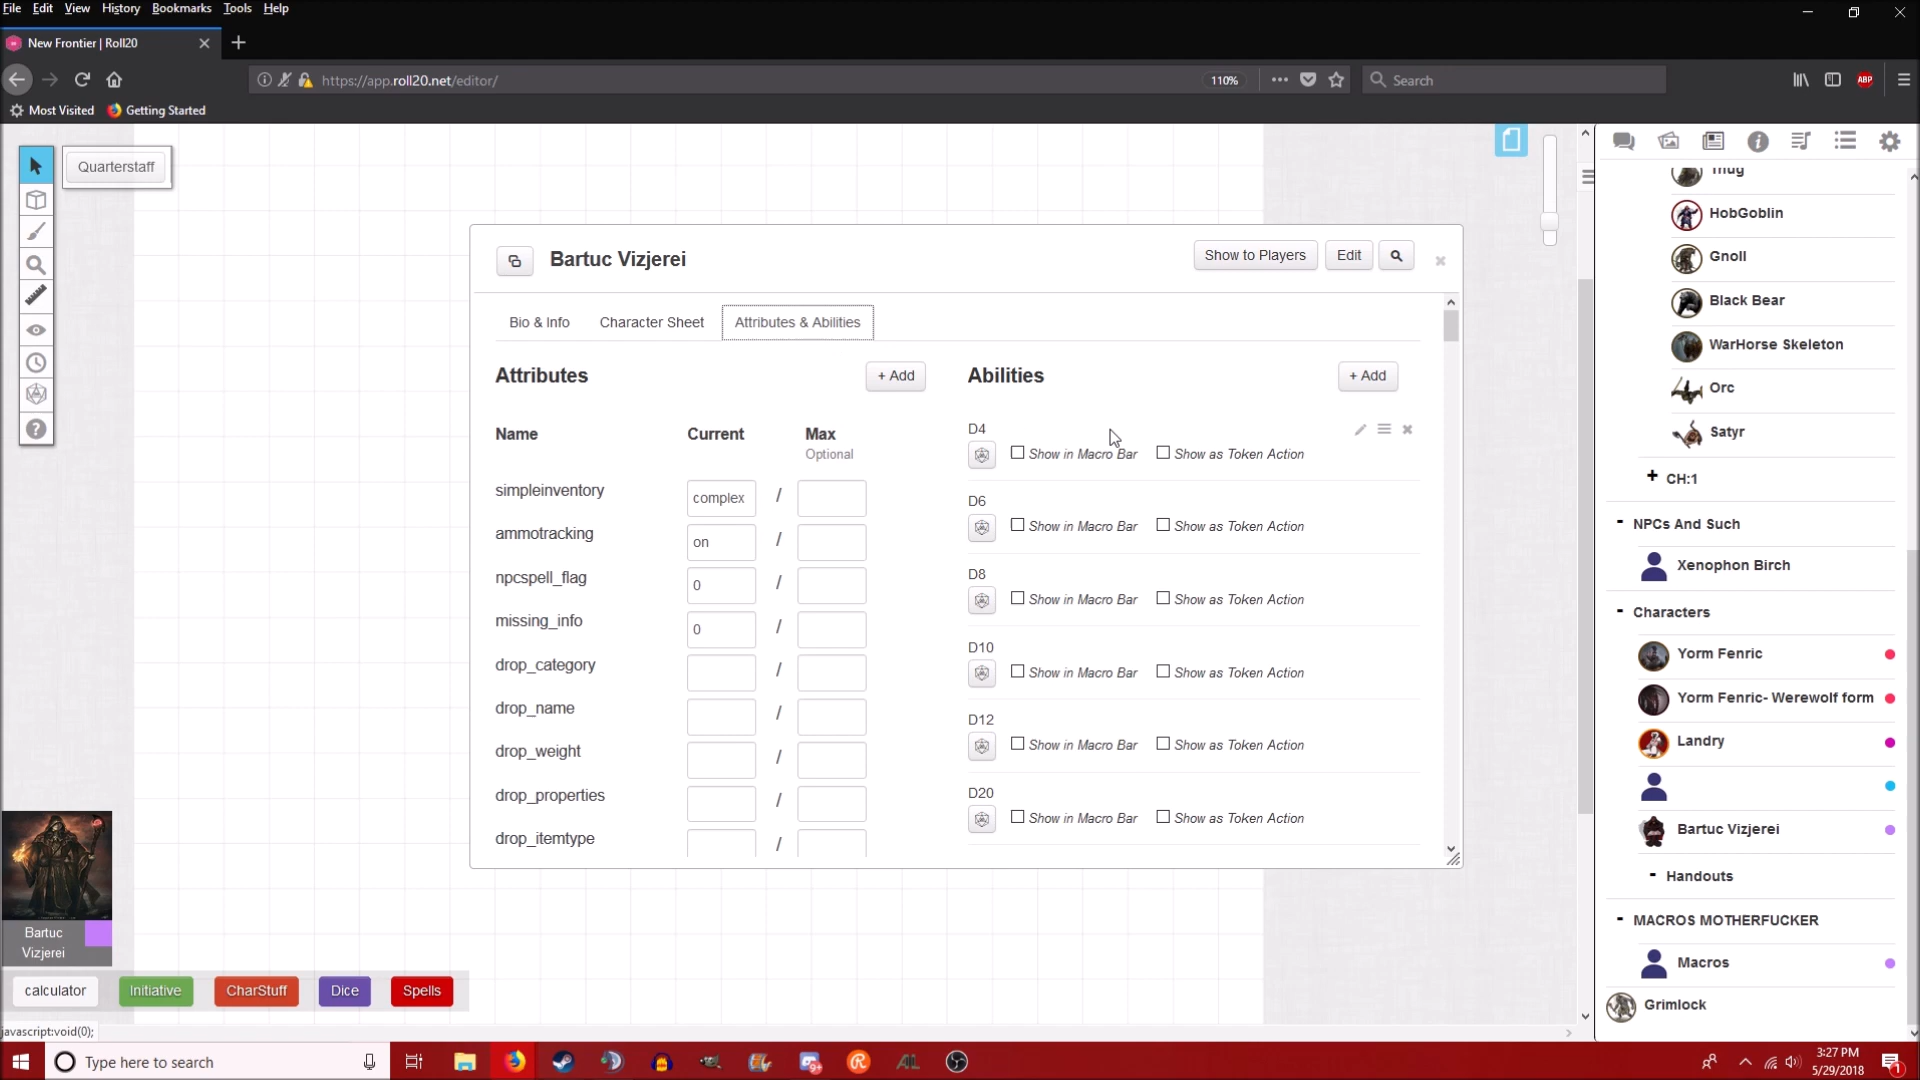 File Edit View History Bookmarks Tools Help
New Frontier | Roll20
https://app.roll20.net/editor/
110%
Search
ABP
Most Visited Getting Started
Quarterstaff
Bartuc Vizjerei
Show to Players Edit
Bio & Info Character Sheet Attributes & Abilities
Attributes + Add
Name Current Max
Optional
simpleinventory complex /
ammotracking on /
npcspell_flag 0 /
missing_info 0 /
drop_category /
drop_name /
drop_weight /
drop_properties /
drop_itemtype /
Abilities + Add
D4
Show in Macro Bar Show as Token Action
D6
Show in Macro Bar Show as Token Action
D8
Show in Macro Bar Show as Token Action
D10
Show in Macro Bar Show as Token Action
D12
Show in Macro Bar Show as Token Action
D20
Show in Macro Bar Show as Token Action
Thug
HobGoblin
Gnoll
Black Bear
WarHorse Skeleton
Orc
Satyr
+ CH:1
- NPCs And Such
Xenophon Birch
- Characters
Yorm Fenric
Yorm Fenric- Werewolf form
Landry
Bartuc Vizjerei
- Handouts
- MACROS MOTHERFUCKER
Macros
Grimlock
Bartuc
Vizjerei
calculator Initiative CharStuff Dice Spells
javascript:void(0);
Type here to search
9+
AL
3:27 PM
5/29/2018
1